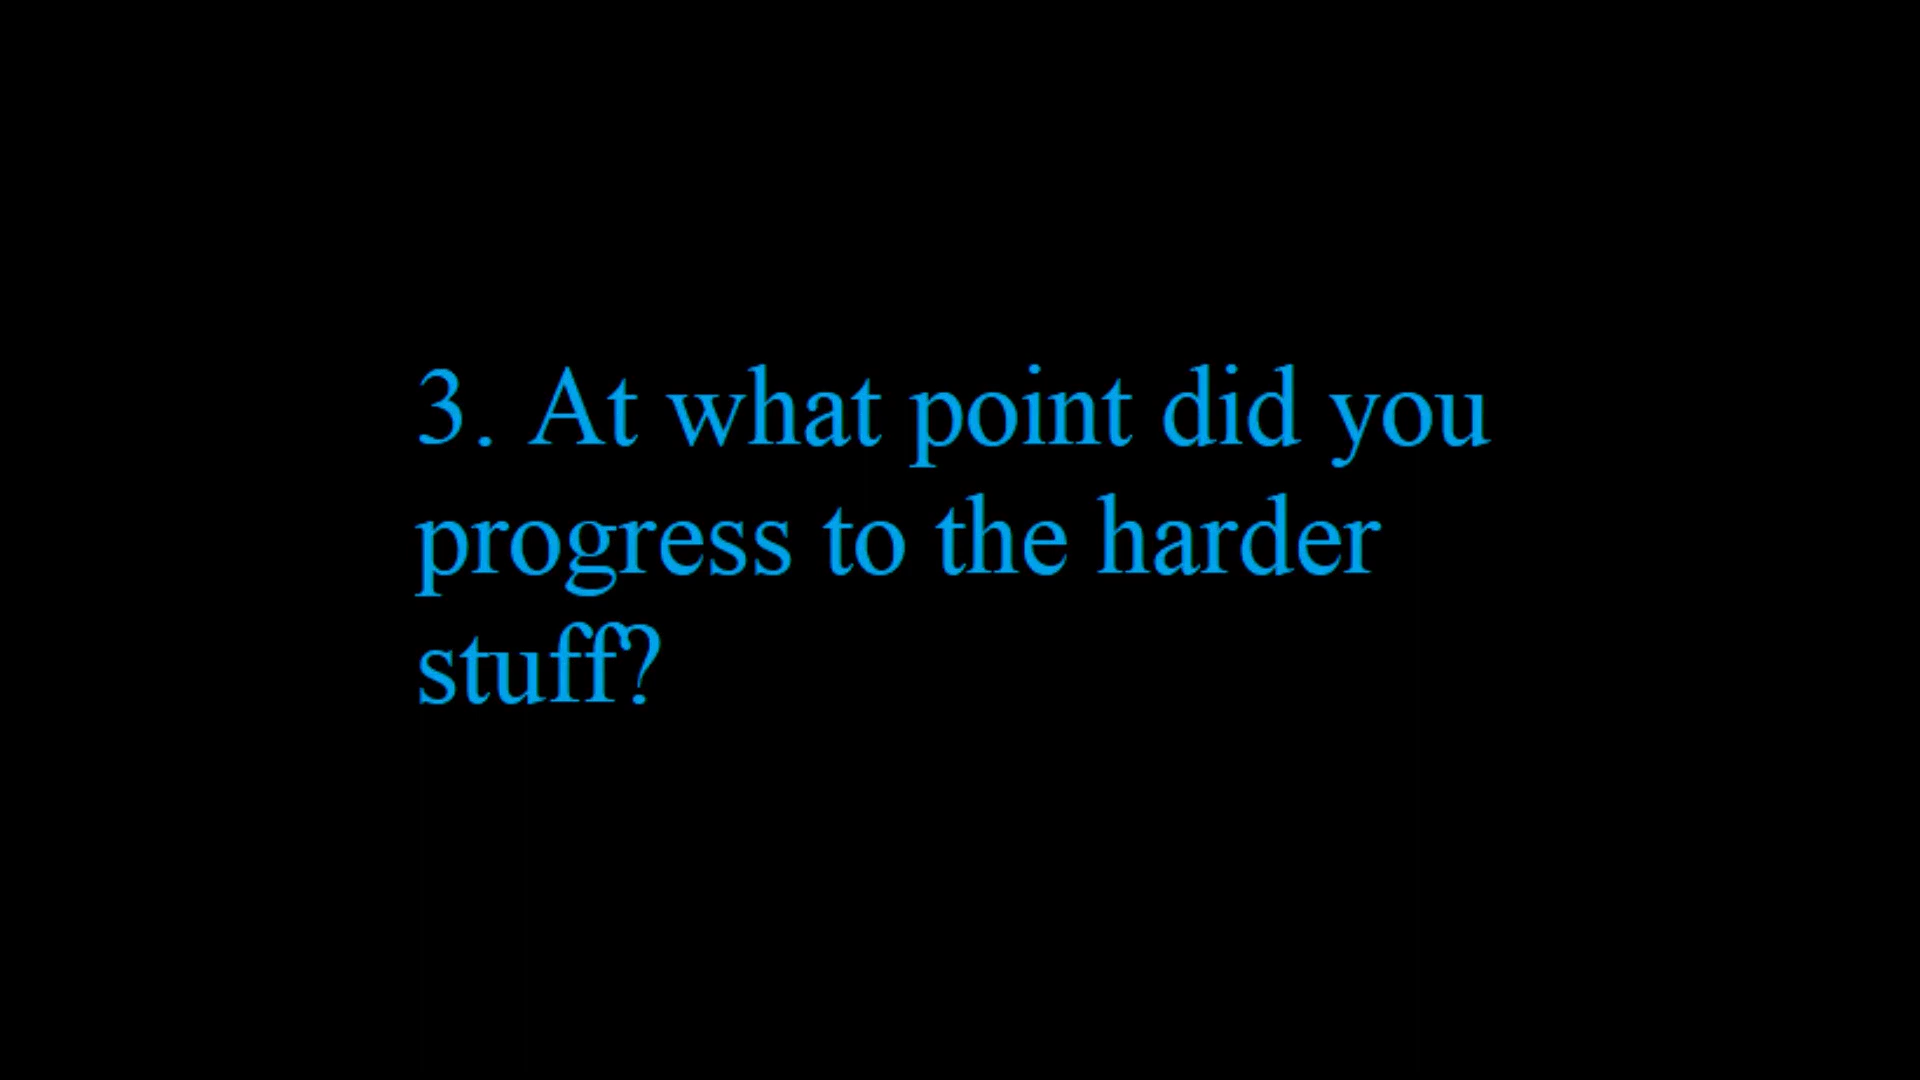 3. At what point did you
progress to the harder
stuff?